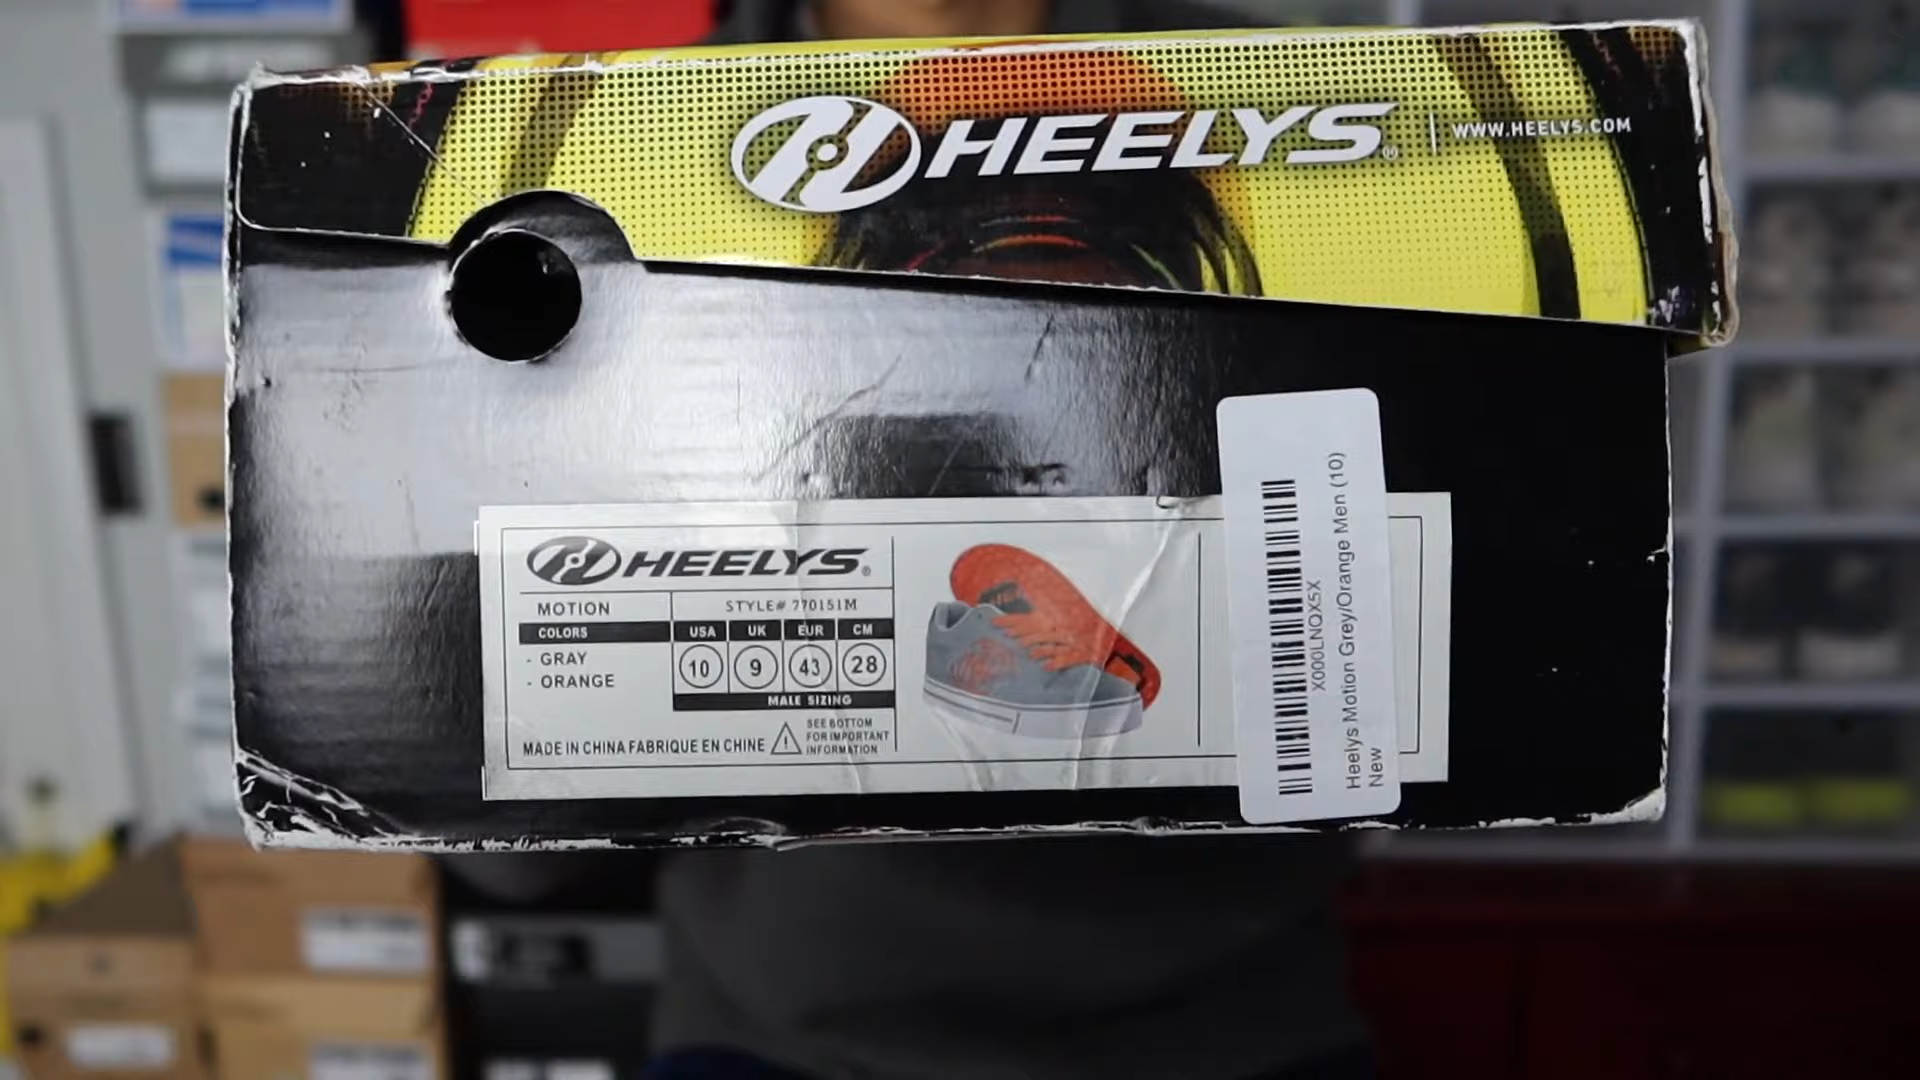 HEELYS® WWW.HEELYS.COM
HEELYS®
MOTION
STYLE# 770151M
COLORS
USA UK EUR CM
- GRAY
- ORANGE
10 9 43 28
MALE SIZING
MADE IN CHINA FABRIQUE EN CHINE
SEE BOTTOM
FOR IMPORTANT
INFORMATION
X000LNQX5X
Heelys Motion Grey/Orange Men (10)
New